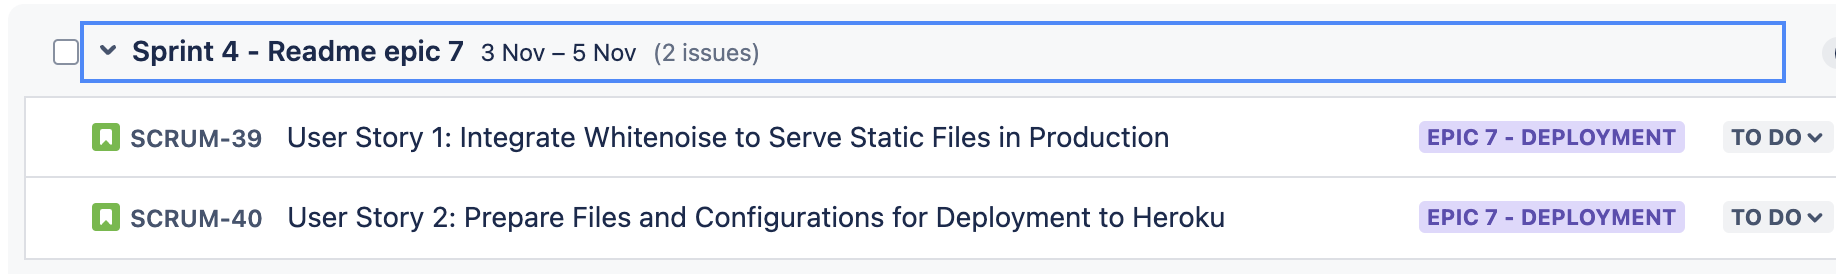 Sprint 4 - Readme epic 7 3 Nov – 5 Nov (2 issues)
SCRUM-39 User Story 1: Integrate Whitenoise to Serve Static Files in Production EPIC 7 - DEPLOYMENT TO DO
SCRUM-40 User Story 2: Prepare Files and Configurations for Deployment to Heroku EPIC 7 - DEPLOYMENT TO DO